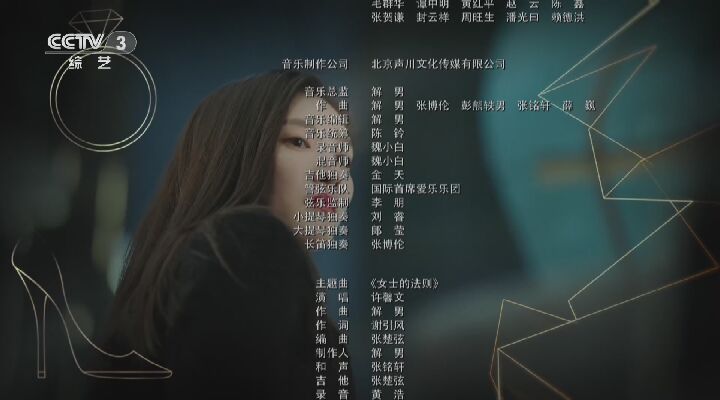 毛群华 谭中明 黄红平 赵云 陈鑫
张贺谦 封云祥 周旺生 潘光曰 赖德洪
CCTV 3
综艺
音乐制作公司 北京声川文化传媒有限公司
音乐总监 解男
作曲 解男 张博伦 彭熊轶男 张铭轩 薛巍
音乐编辑 解男
音乐统筹 陈铃
录音师 魏小白
混音师 魏小白
吉他独奏 金天
管弦乐队 国际首席爱乐乐团
弦乐监制 李朋
小提琴独奏 刘睿
大提琴独奏 郎莹
长笛独奏 张博伦
主题曲 《女士的法则》
演唱 许馨文
作曲 解男
作词 谢引风
编曲 张楚弦
制作人 解男
和声 张铭轩
吉他 张楚弦
录音 黄浩